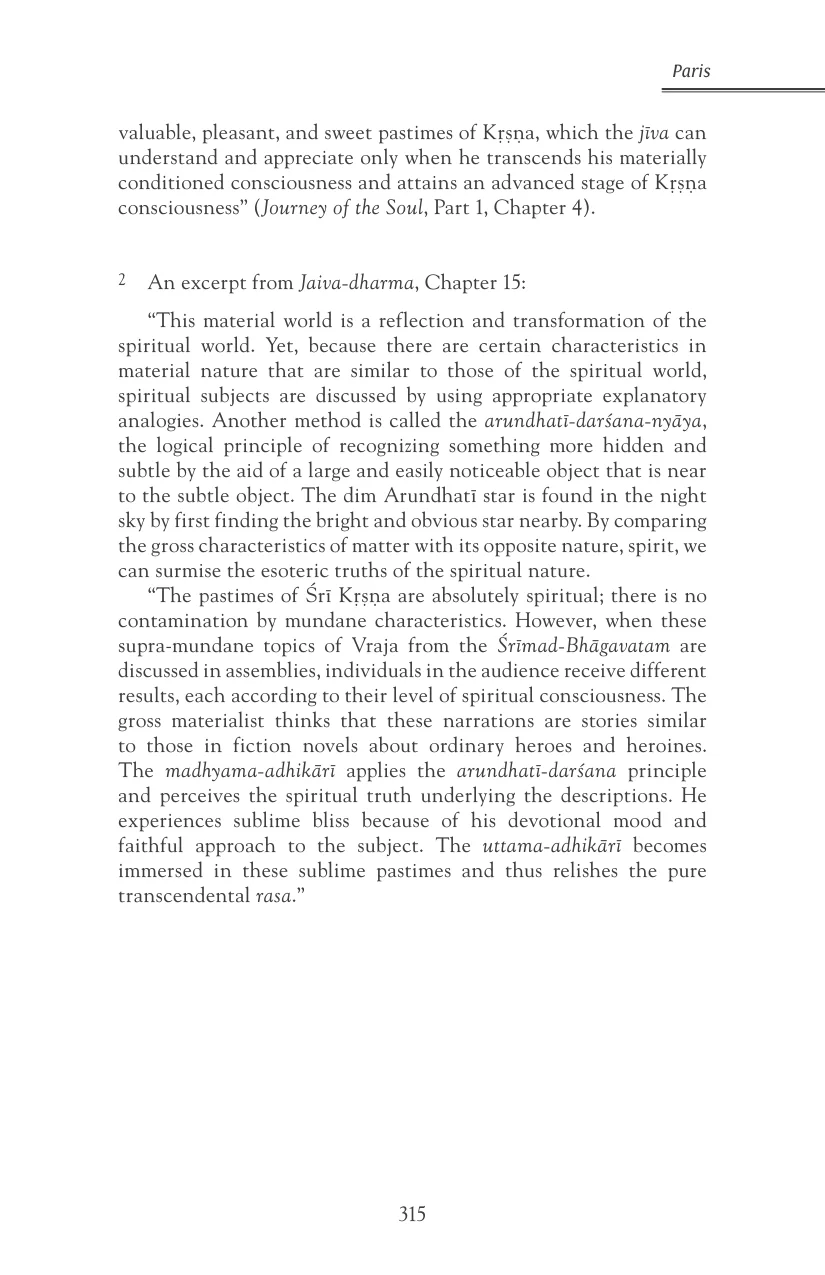 Paris
valuable, pleasant, and sweet pastimes of Kṛṣṇa, which the jīva can
understand and appreciate only when he transcends his materially
conditioned consciousness and attains an advanced stage of Kṛṣṇa
consciousness” (Journey of the Soul, Part 1, Chapter 4).
2 An excerpt from Jaiva-dharma, Chapter 15:
“This material world is a reflection and transformation of the
spiritual world. Yet, because there are certain characteristics in
material nature that are similar to those of the spiritual world,
spiritual subjects are discussed by using appropriate explanatory
analogies. Another method is called the arundhatī-darśana-nyāya,
the logical principle of recognizing something more hidden and
subtle by the aid of a large and easily noticeable object that is near
to the subtle object. The dim Arundhatī star is found in the night
sky by first finding the bright and obvious star nearby. By comparing
the gross characteristics of matter with its opposite nature, spirit, we
can surmise the esoteric truths of the spiritual nature.
“The pastimes of Śrī Kṛṣṇa are absolutely spiritual; there is no
contamination by mundane characteristics. However, when these
supra-mundane topics of Vraja from the Śrīmad-Bhāgavatam are
discussed in assemblies, individuals in the audience receive different
results, each according to their level of spiritual consciousness. The
gross materialist thinks that these narrations are stories similar
to those in fiction novels about ordinary heroes and heroines.
The madhyama-adhikārī applies the arundhatī-darśana principle
and perceives the spiritual truth underlying the descriptions. He
experiences sublime bliss because of his devotional mood and
faithful approach to the subject. The uttama-adhikārī becomes
immersed in these sublime pastimes and thus relishes the pure
transcendental rasa.”
315